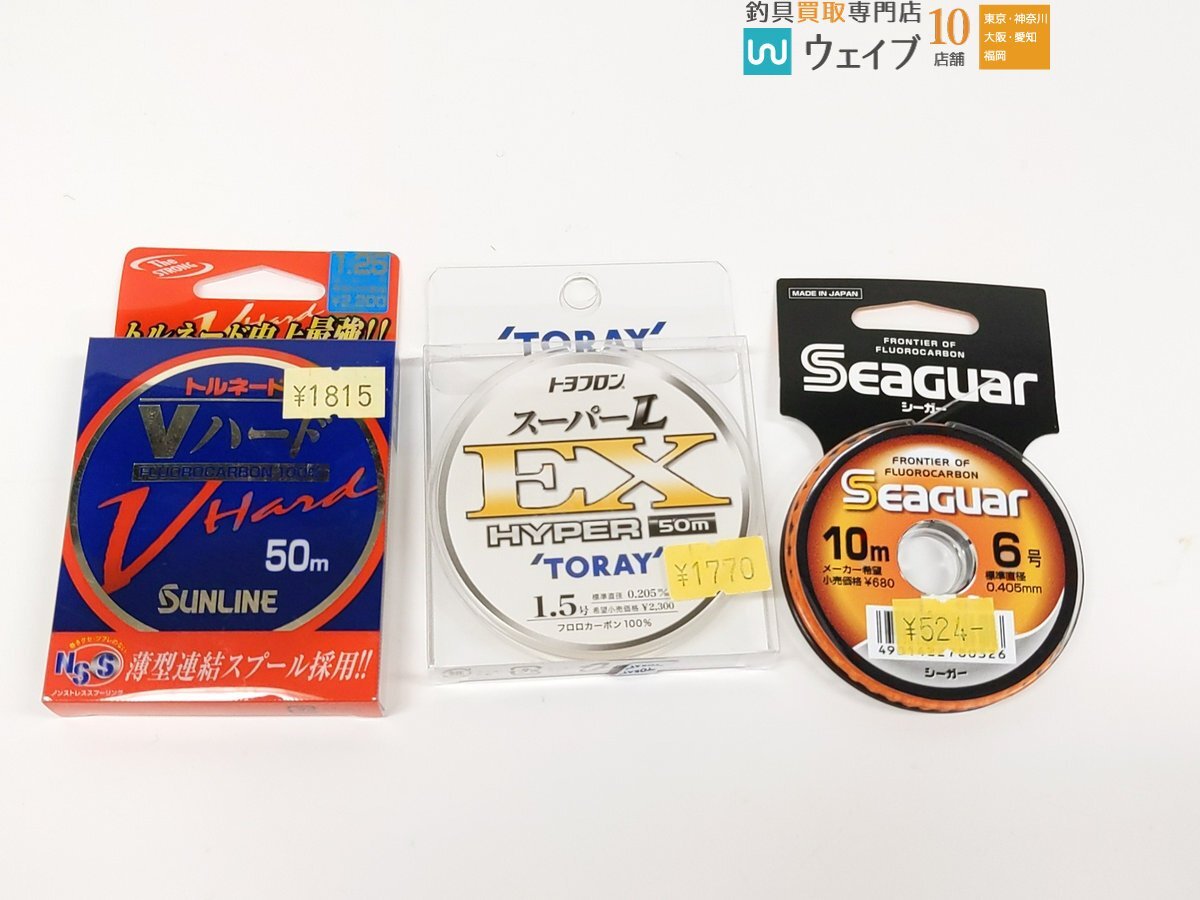 釣具買取専門店
ウェイブ
10
店舗
東京・神奈川
大阪・愛知
福岡
The STRONG
1.25
¥2,300
V Hard
トルネード史上最強!!
トルネード
¥1815
Vハード
FLUOROCARBON 100%
V Hard
50m
SUNLINE
NSS
ノンストレススプーリング
薄型連結スプール採用!!
'TORAY'
トヨフロン
スーパーL
EX
HYPER 50m
'TORAY'
¥1770
1.5号
標準直径 0.205mm
希望小売価格 ¥2,300
フロロカーボン100%
TORAY
MADE IN JAPAN
FRONTIER OF
FLUOROCARBON
Seaguar
シーガー
FRONTIER OF
FLUOROCARBON
Seaguar
10m
メーカー希望
小売価格 ¥680
6号
標準直径
0.405mm
¥524-
シーガー